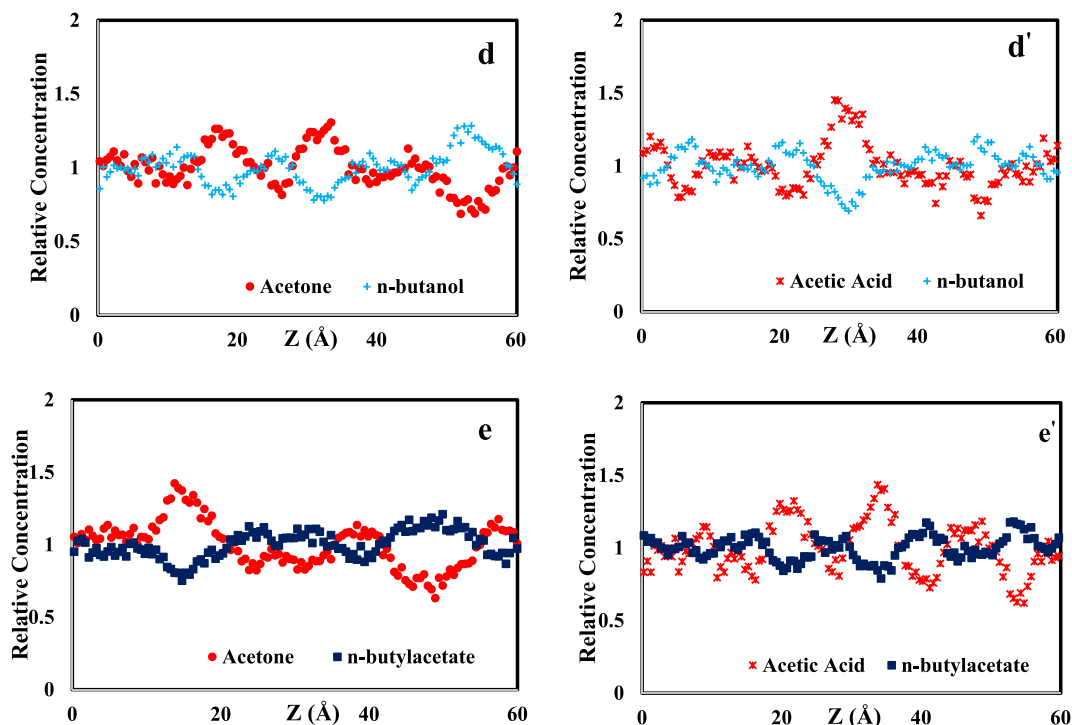 2
1.5
1
0.5
0
Relative Concentration
d
Acetone
n-butanol
0
20
40
60
Z (Å)
2
1.5
1
0.5
0
Relative Concentration
d'
Acetic Acid
n-butanol
0
20
40
60
Z (Å)
2
1.5
1
0.5
0
Relative Concentration
e
Acetone
n-butylacetate
0
20
40
60
Z (Å)
2
1.5
1
0.5
0
Relative Concentration
e'
Acetic Acid
n-butylacetate
0
20
40
60
Z (Å)